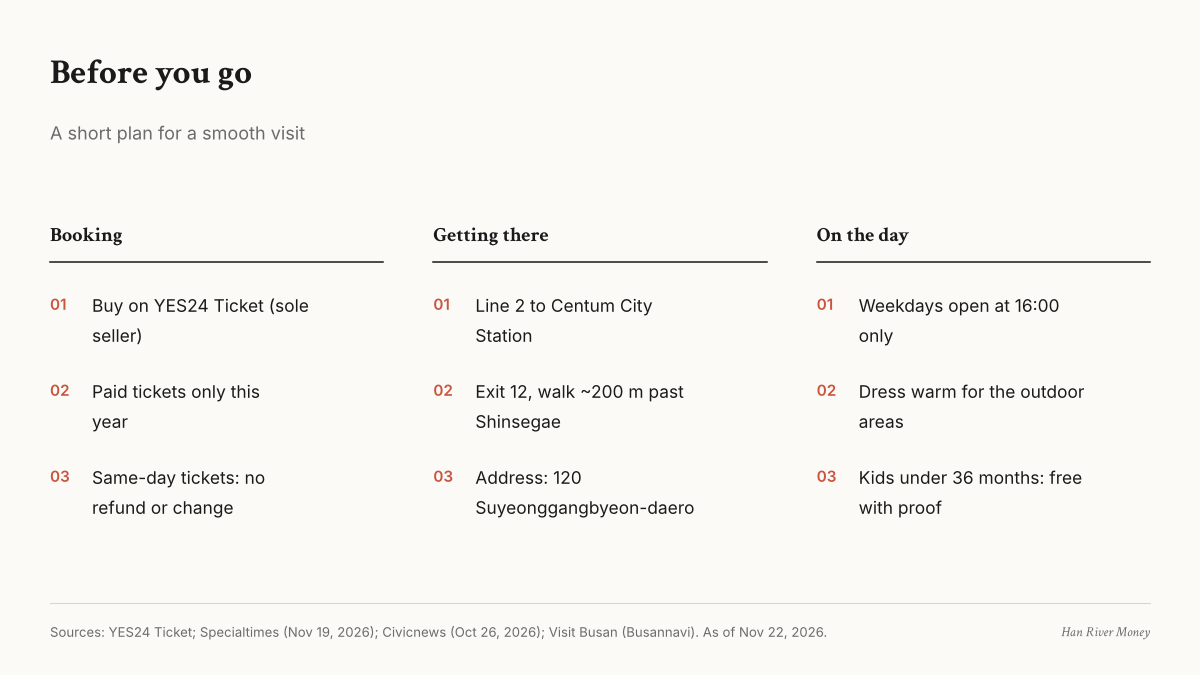 Before you go
A short plan for a smooth visit
Booking
01 Buy on YES24 Ticket (sole
seller)
02 Paid tickets only this
year
03 Same-day tickets: no
refund or change
Getting there
01 Line 2 to Centum City
Station
02 Exit 12, walk ~200 m past
Shinsegae
03 Address: 120
Suyeonggangbyeon-daero
On the day
01 Weekdays open at 16:00
only
02 Dress warm for the outdoor
areas
03 Kids under 36 months: free
with proof
Sources: YES24 Ticket; Specialtimes (Nov 19, 2026); Civicnews (Oct 26, 2026); Visit Busan (Busannavi). As of Nov 22, 2026.
Han River Money